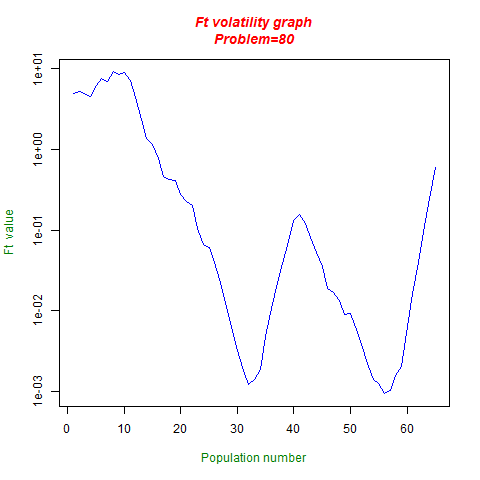 Ft volatility graph
Problem=80
1e+01
1e+00
1e-01
1e-02
1e-03
Ft value
0 10 20 30 40 50 60
Population number